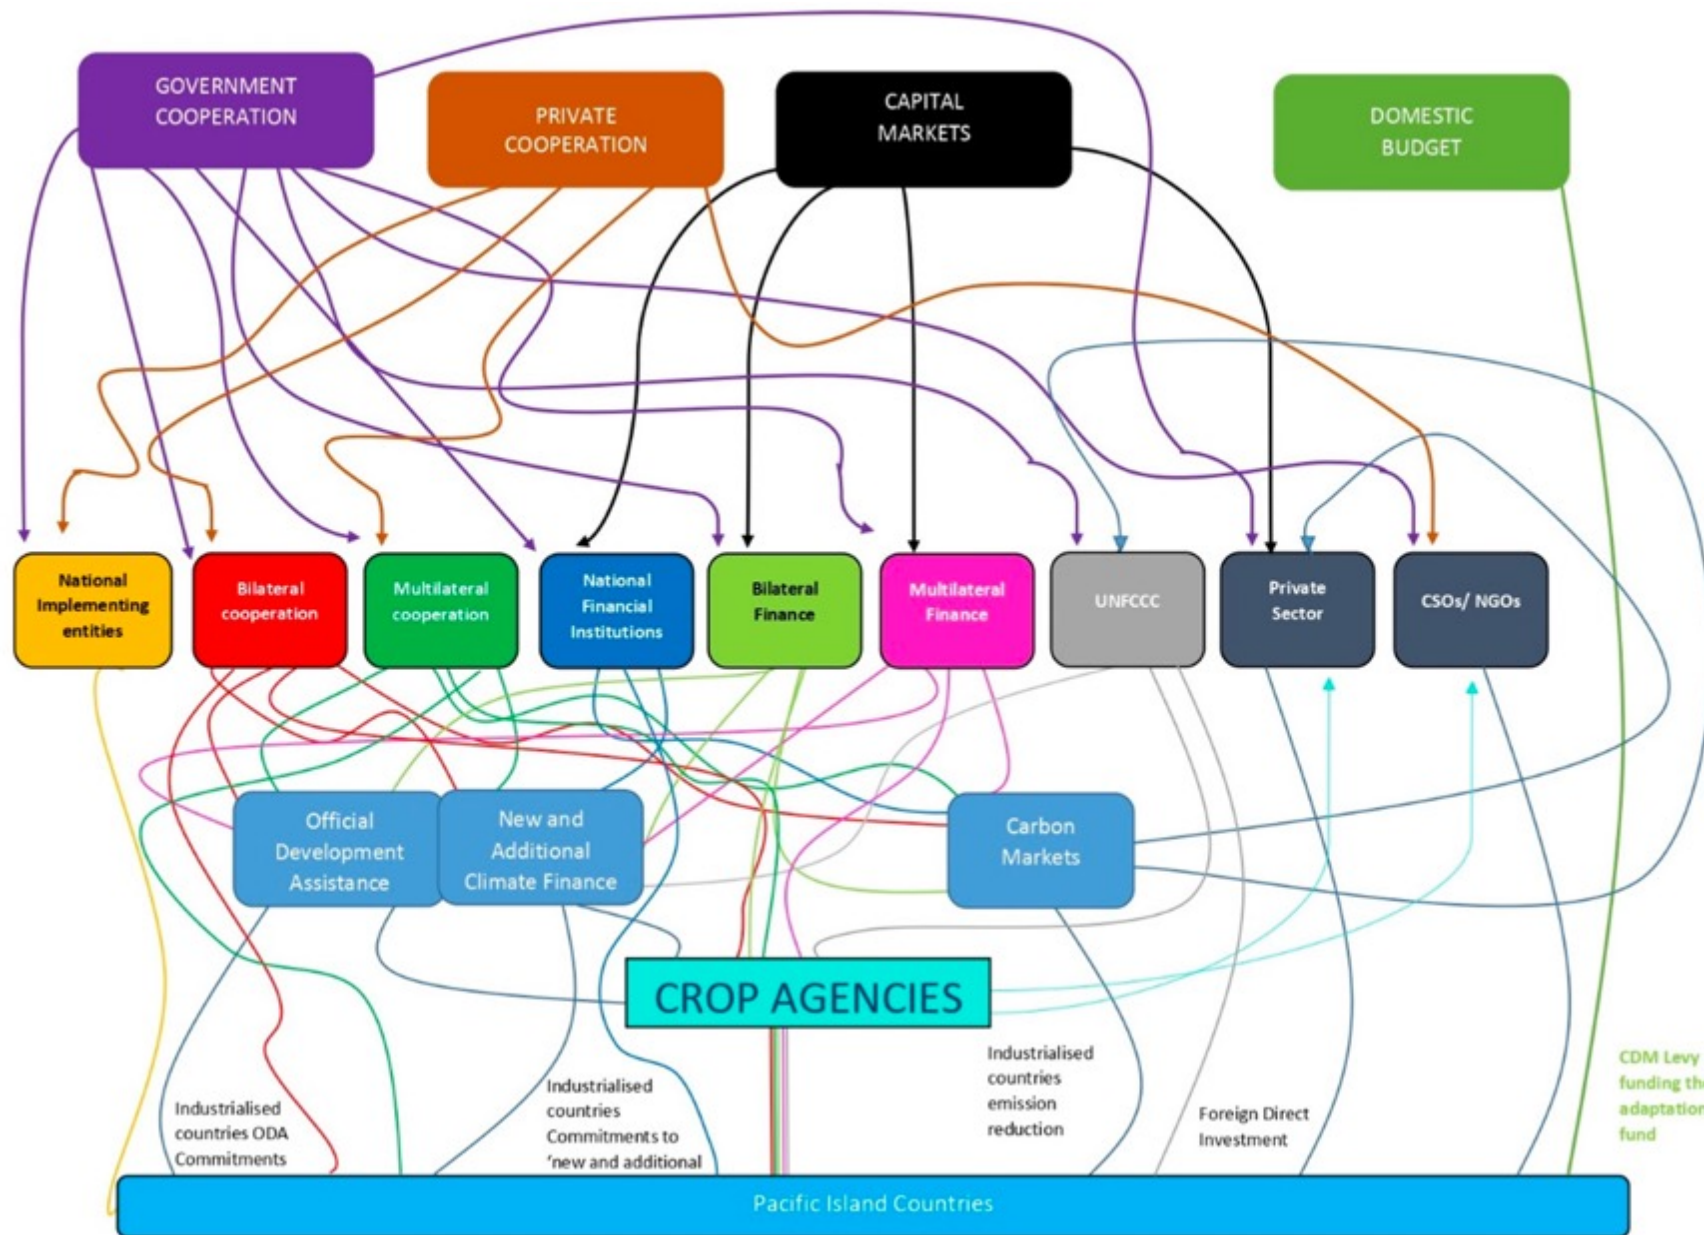 GOVERNMENT
COOPERATION
PRIVATE
COOPERATION
CAPITAL
MARKETS
DOMESTIC
BUDGET
National
Implementing
entities
Bilateral
cooperation
Multilateral
cooperation
National
Financial
Institutions
Bilateral
Finance
Multilateral
Finance
UNFCCC
Private
Sector
CSOs/ NGOs
Official
Development
Assistance
New and
Additional
Climate Finance
Carbon
Markets
CROP AGENCIES
Industrialised
countries ODA
Commitments
Industrialised
countries
Commitments to
‘new and additional
Industrialised
countries
emission
reduction
Foreign Direct
Investment
CDM Levy
funding th
adaptation
fund
Pacific Island Countries